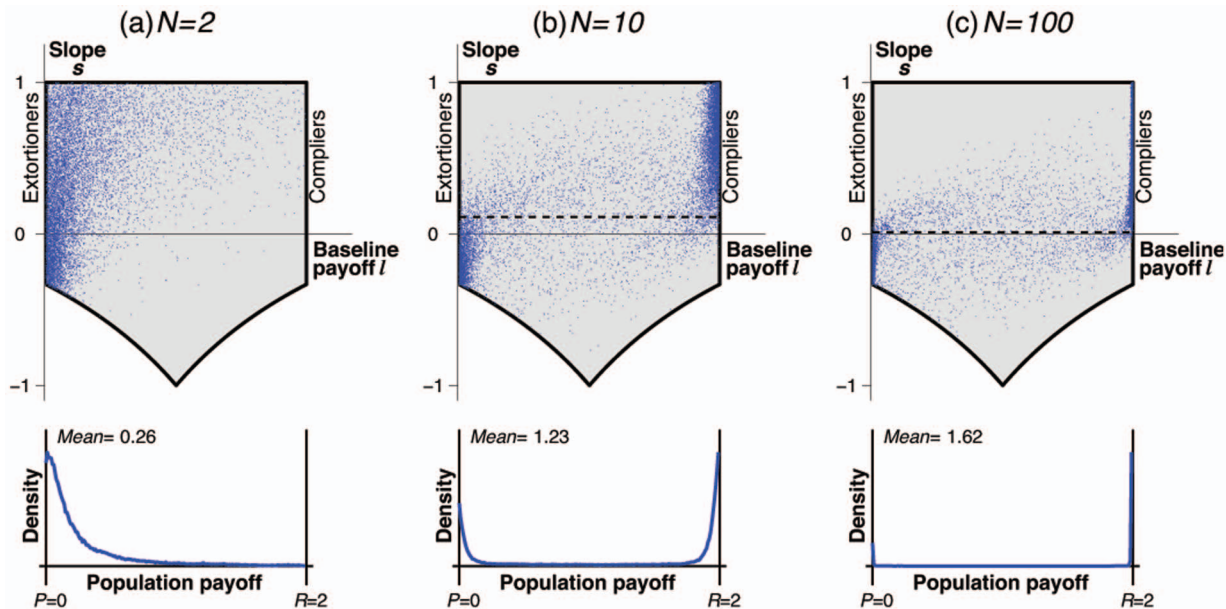 (a) N=2
(b) N=10
(c) N=100
Slope
s
1
Extortioners
Compliers
0
Baseline
payoff l
−1
Slope
s
1
Extortioners
Compliers
0
Baseline
payoff l
−1
Slope
s
1
Extortioners
Compliers
0
Baseline
payoff l
−1
Mean= 0.26
Density
Population payoff
P=0
R=2
Mean= 1.23
Density
Population payoff
P=0
R=2
Mean= 1.62
Density
Population payoff
P=0
R=2